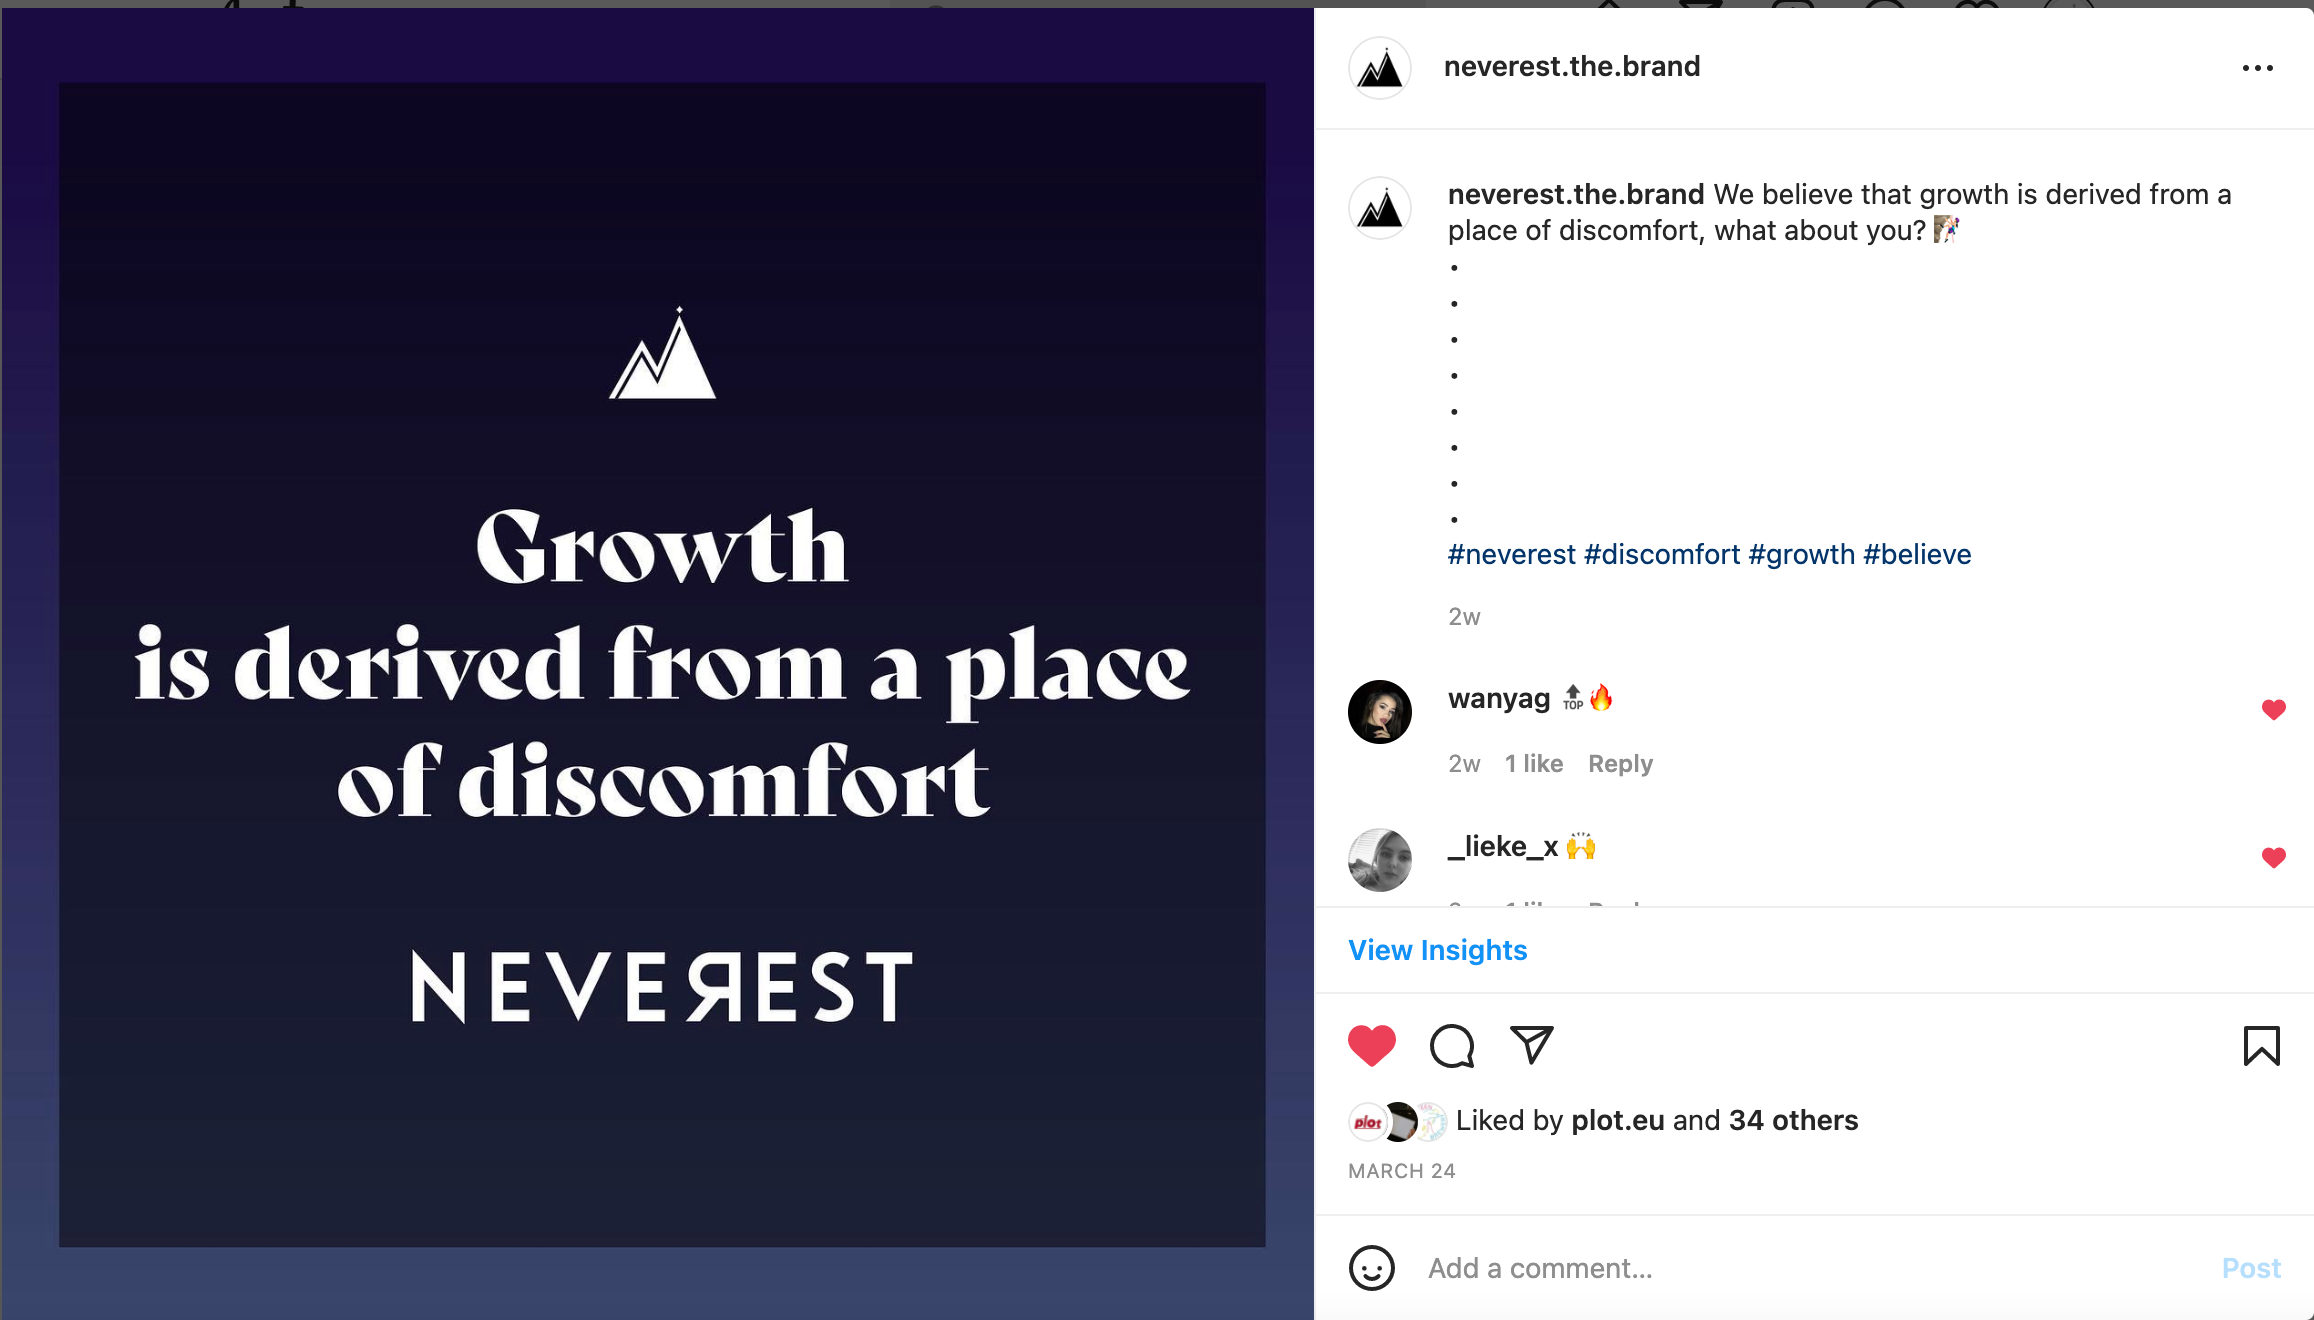 Growth
is derived from a place
of discomfort
NEVEЯEST
neverest.the.brand
neverest.the.brand We believe that growth is derived from a
place of discomfort, what about you? 🧗🏻‍♀️
•
•
•
•
•
•
•
•
#neverest #discomfort #growth #believe
2w
wanyag 🔝🔥
2w 1 like Reply
_lieke_x 🙌
View Insights
plot
Liked by plot.eu and 34 others
MARCH 24
Add a comment...
Post